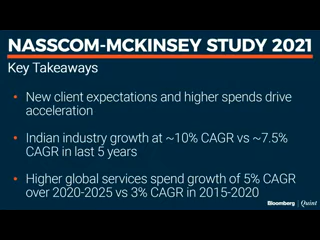 NASSCOM-MCKINSEY STUDY 2021
Key Takeaways
• New client expectations and higher spends drive
acceleration
• Indian industry growth at ~10% CAGR vs ~7.5%
CAGR in last 5 years
• Higher global services spend growth of 5% CAGR
over 2020-2025 vs 3% CAGR in 2015-2020
Bloomberg | Quint